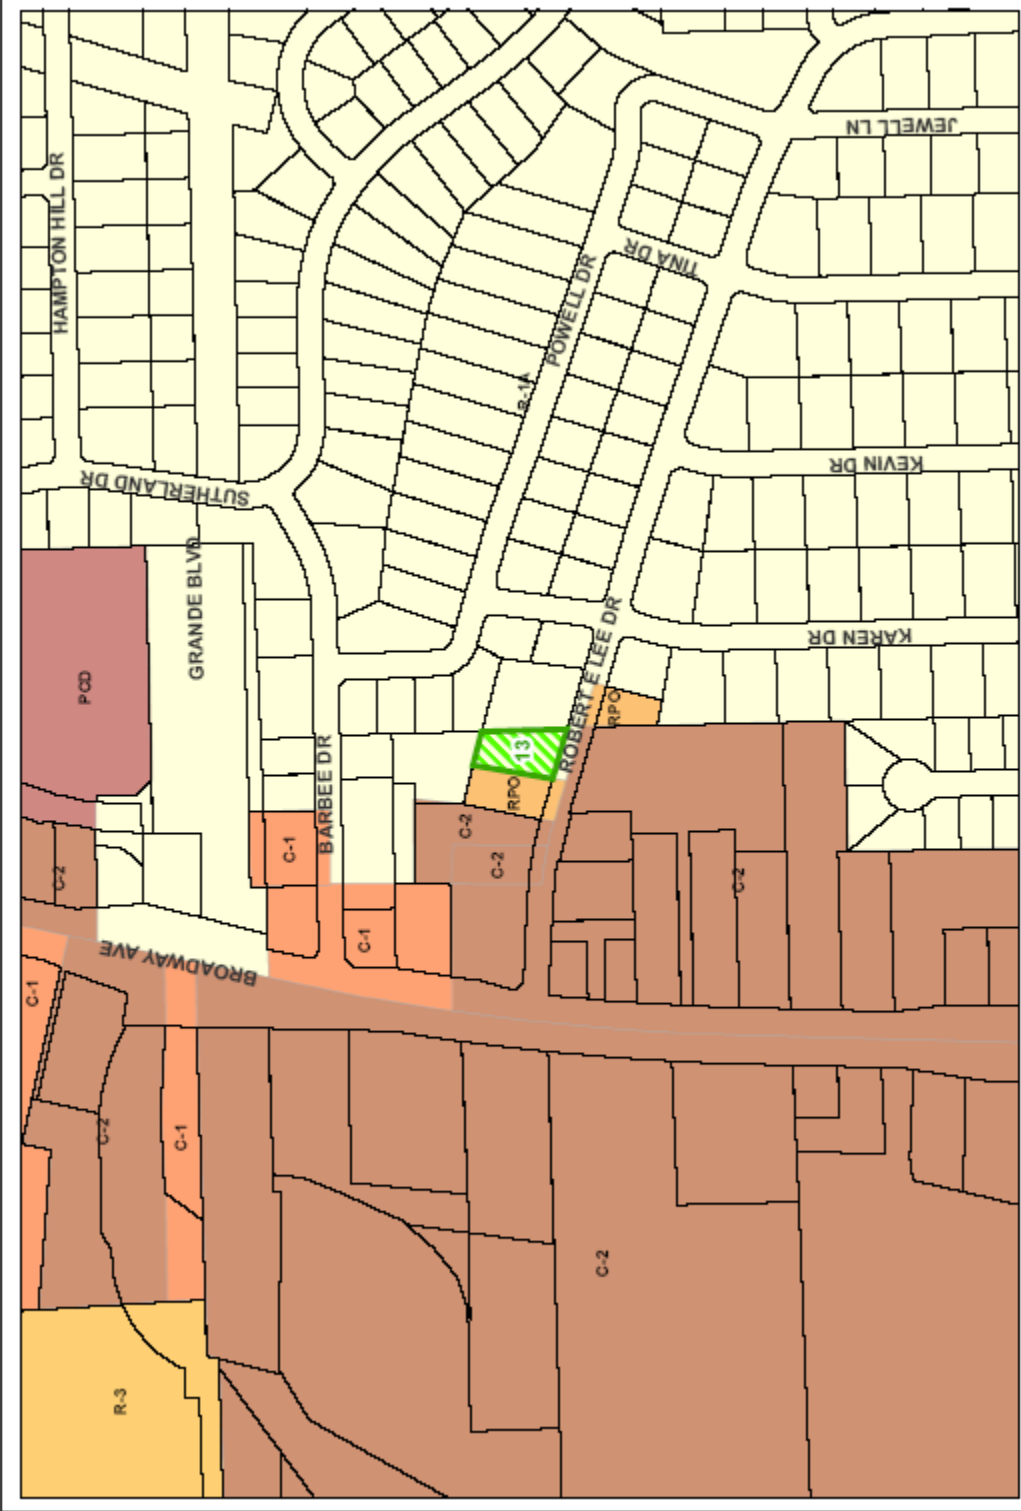 JEWELL LN
HAMPTON HILL DR
TINA DR
POWELL DR
R-1A
KEVIN DR
SUTHERLAND DR
GRANDE BLVD
KAREN DR
ROBERT E LEE DR
PCD
RPO
13
RPO
BARBEE DR
C-2
C-1
C-2
C-2
C-2
C-1
BROADWAY AVE
C-1
C-2
C-1
C-2
R-3